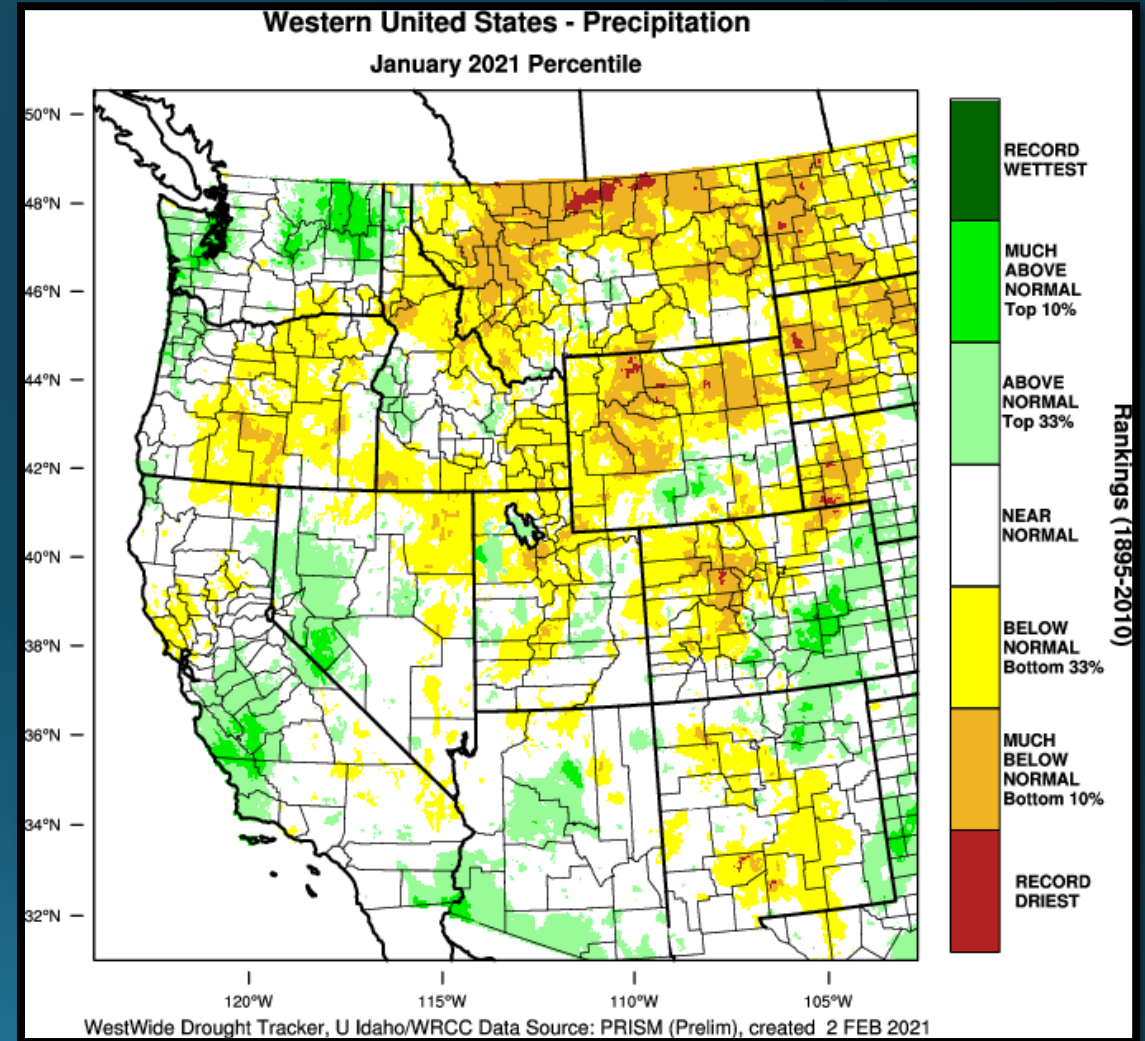 Western United States - Precipitation
January 2021 Percentile
50°N
48°N
46°N
44°N
42°N
40°N
38°N
36°N
34°N
32°N
120°W
115°W
110°W
105°W
RECORD
WETTEST
MUCH
ABOVE
NORMAL
Top 10%
ABOVE
NORMAL
Top 33%
NEAR
NORMAL
BELOW
NORMAL
Bottom 33%
MUCH
BELOW
NORMAL
Bottom 10%
RECORD
DRIEST
Rankings (1895-2010)
WestWide Drought Tracker, U Idaho/WRCC Data Source: PRISM (Prelim), created 2 FEB 2021